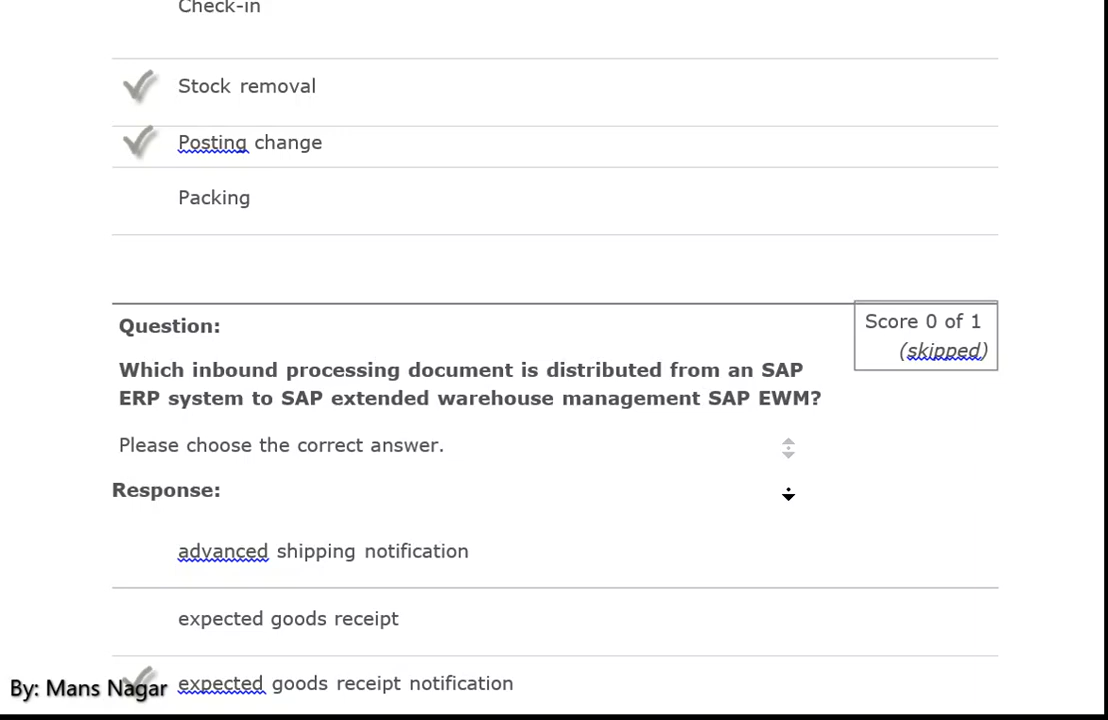 Check-in
Stock removal
Posting change
Packing
Question:
Score 0 of 1
(skipped)
Which inbound processing document is distributed from an SAP
ERP system to SAP extended warehouse management SAP EWM?
Please choose the correct answer.
Response:
advanced shipping notification
expected goods receipt
expected goods receipt notification
By: Mans Nagar